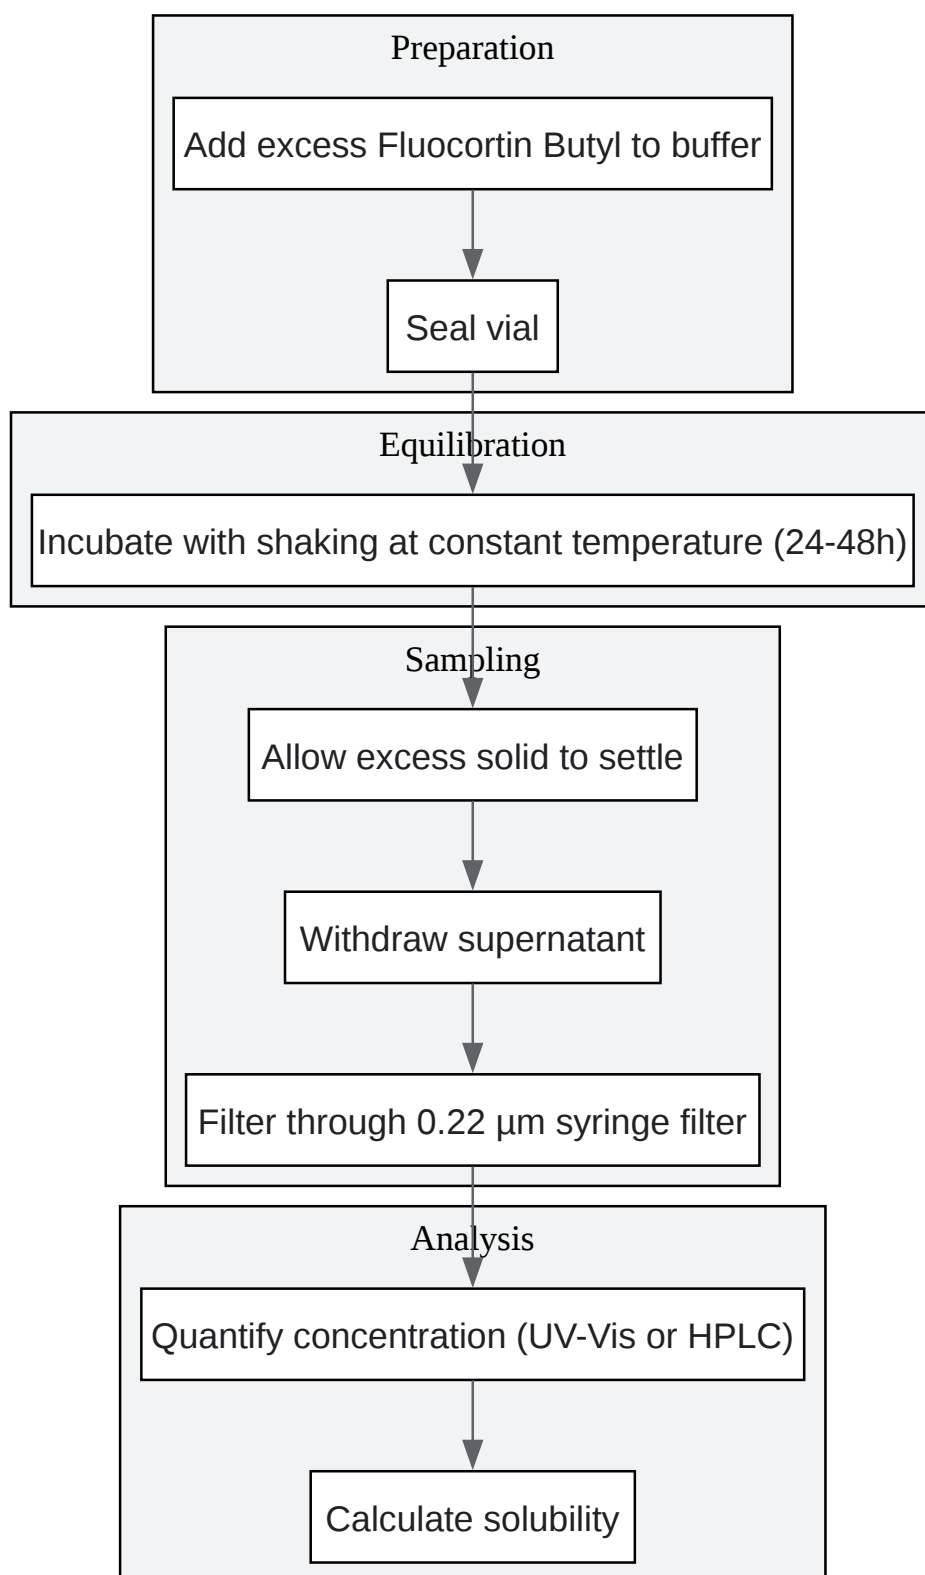 Preparation
Add excess Fluocortin Butyl to buffer
Seal vial
Equilibration
Incubate with shaking at constant temperature (24-48h)
Sampling
Allow excess solid to settle
Withdraw supernatant
Filter through 0.22 µm syringe filter
Analysis
Quantify concentration (UV-Vis or HPLC)
Calculate solubility